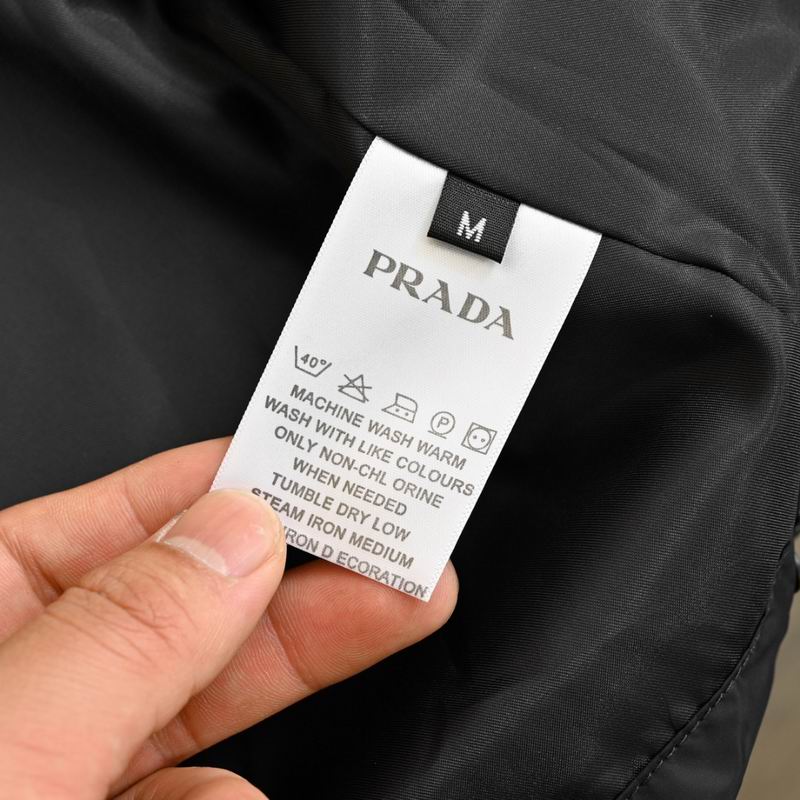 M
PRADA
40°
P
MACHINE WASH WARM
WASH WITH LIKE COLOURS
ONLY NON-CHL ORINE
WHEN NEEDED
TUMBLE DRY LOW
STEAM IRON MEDIUM
IRON D ECORATION